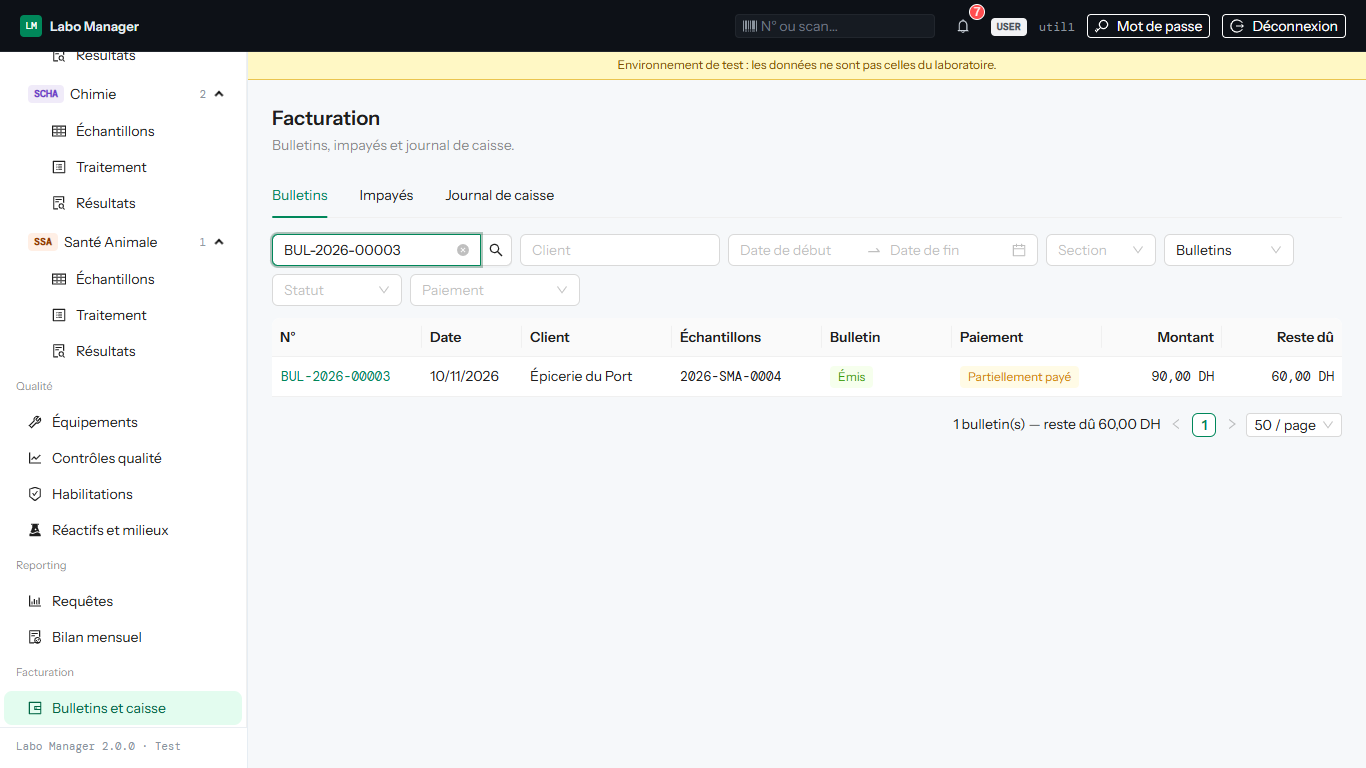 LM Labo Manager
N° ou scan...
7
USER util1 Mot de passe Déconnexion
Résultats
SCHA Chimie 2
Échantillons
Traitement
Résultats
SSA Santé Animale 1
Échantillons
Traitement
Résultats
Qualité
Équipements
Contrôles qualité
Habilitations
Réactifs et milieux
Reporting
Requêtes
Bilan mensuel
Facturation
Bulletins et caisse
Labo Manager 2.0.0 · Test
Environnement de test : les données ne sont pas celles du laboratoire.
Facturation
Bulletins, impayés et journal de caisse.
Bulletins Impayés Journal de caisse
BUL-2026-00003 Client Date de début Date de fin Section Bulletins
Statut Paiement
N° Date Client Échantillons Bulletin Paiement Montant Reste dû
BUL-2026-00003 10/11/2026 Épicerie du Port 2026-SMA-0004 Émis Partiellement payé 90,00 DH 60,00 DH
1 bulletin(s) — reste dû 60,00 DH < 1 > 50 / page